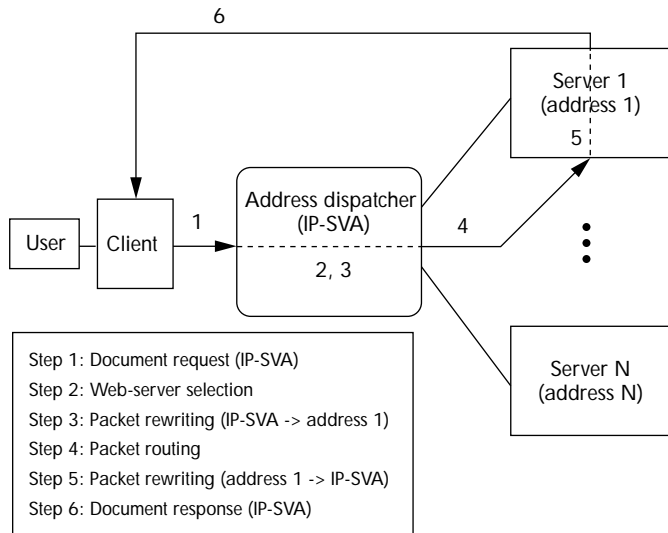 6
Server 1
(address 1)
5
1
Address dispatcher
(IP-SVA)
4
User
Client
2, 3
Server N
(address N)
Step 1: Document request (IP-SVA)
Step 2: Web-server selection
Step 3: Packet rewriting (IP-SVA -> address 1)
Step 4: Packet routing
Step 5: Packet rewriting (address 1 -> IP-SVA)
Step 6: Document response (IP-SVA)